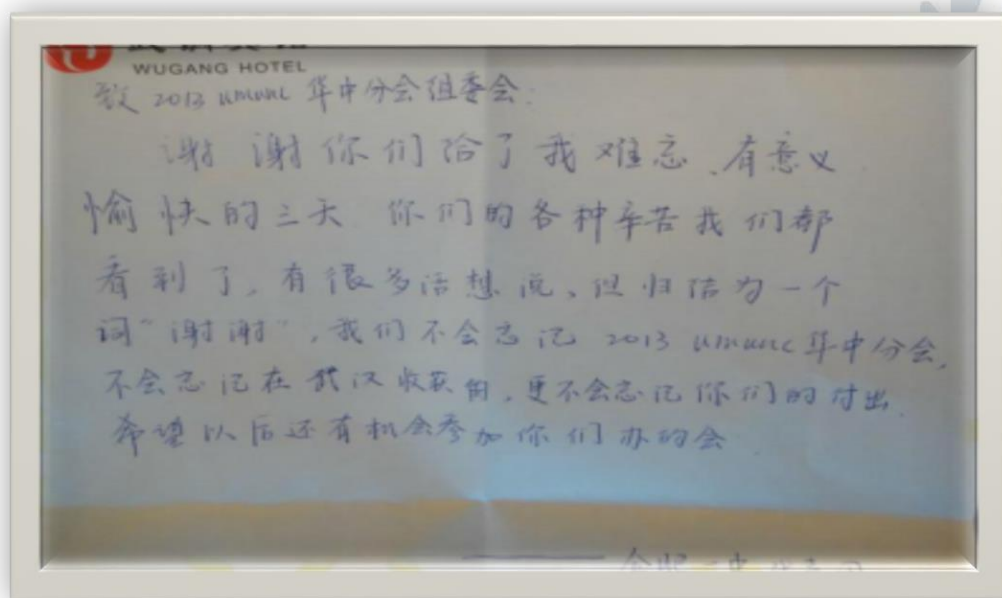 WUGANG HOTEL
致 2013 umunc 华中分会组委会:
谢谢你们给了我难忘、有意义
愉快的三天 你们的各种辛苦我们都
看到了, 有很多话想说、但归结为一个
词“谢谢”, 我们不会忘记 2013 umunc 华中分会,
不会忘记在武汉收获的, 更不会忘记你们的付出.
希望以后还有机会参加你们办的会